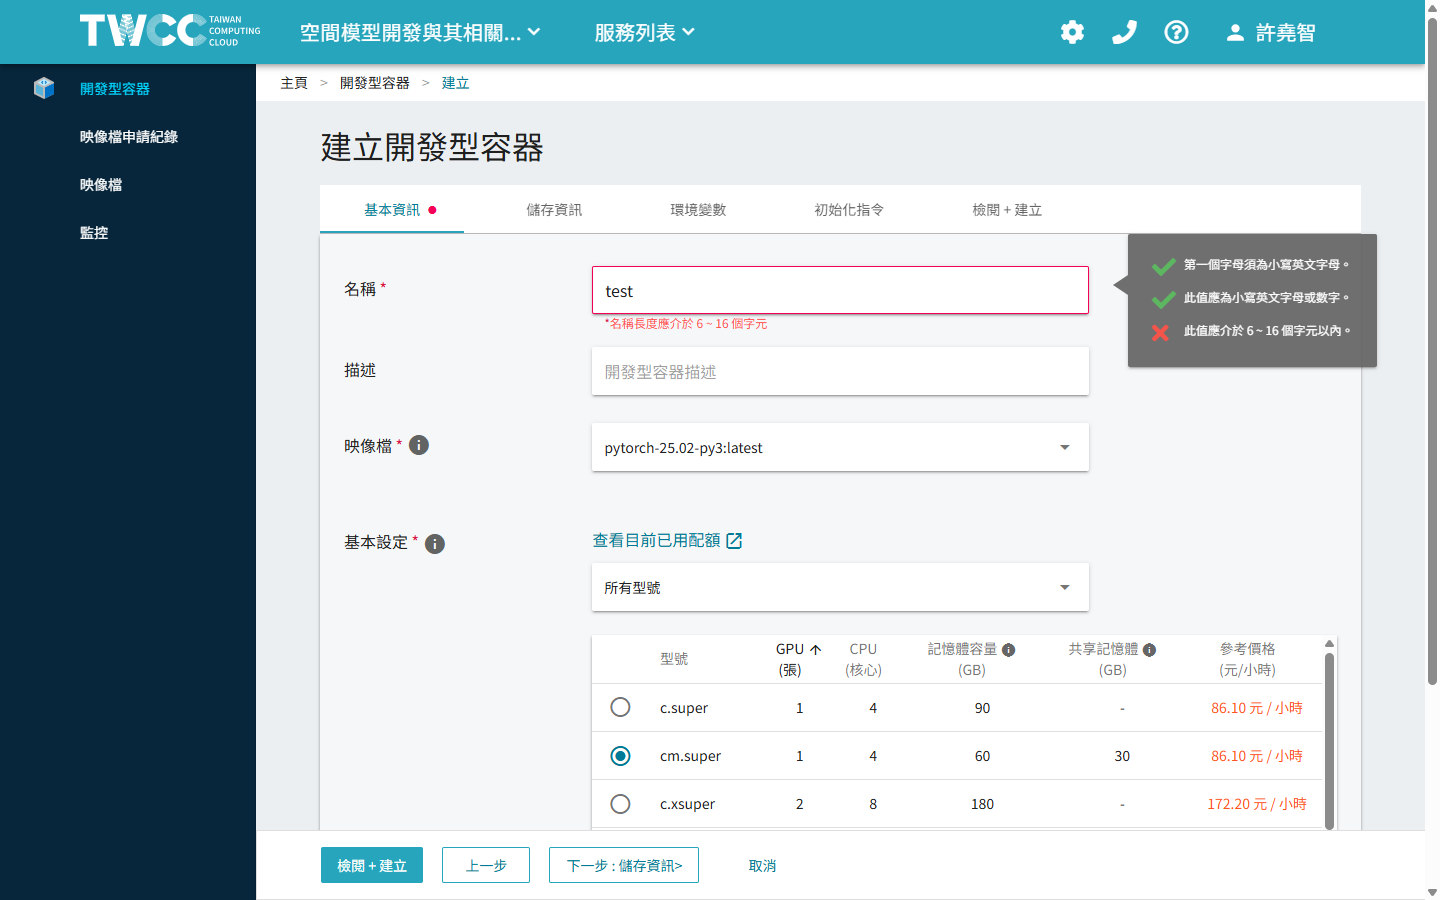 TWCC TAIWAN COMPUTING CLOUD
空間模型開發與其相關...
服務列表
許堯智
開發型容器
映像檔申請紀錄
映像檔
監控
主頁 > 開發型容器 > 建立
建立開發型容器
基本資訊
儲存資訊
環境變數
初始化指令
檢閱 + 建立
名稱 *
test
*名稱長度應介於 6 ~ 16 個字元
第一個字母須為小寫英文字母。
此值應為小寫英文字母或數字。
此值應介於 6 ~ 16 個字元以內。
描述
開發型容器描述
映像檔 *
pytorch-25.02-py3:latest
基本設定 *
查看目前已用配額
所有型號
型號 GPU (張) CPU (核心) 記憶體容量 (GB) 共享記憶體 (GB) 參考價格 (元/小時)
c.super 1 4 90 - 86.10 元 / 小時
cm.super 1 4 60 30 86.10 元 / 小時
c.xsuper 2 8 180 - 172.20 元 / 小時
檢閱 + 建立
上一步
下一步 : 儲存資訊>
取消